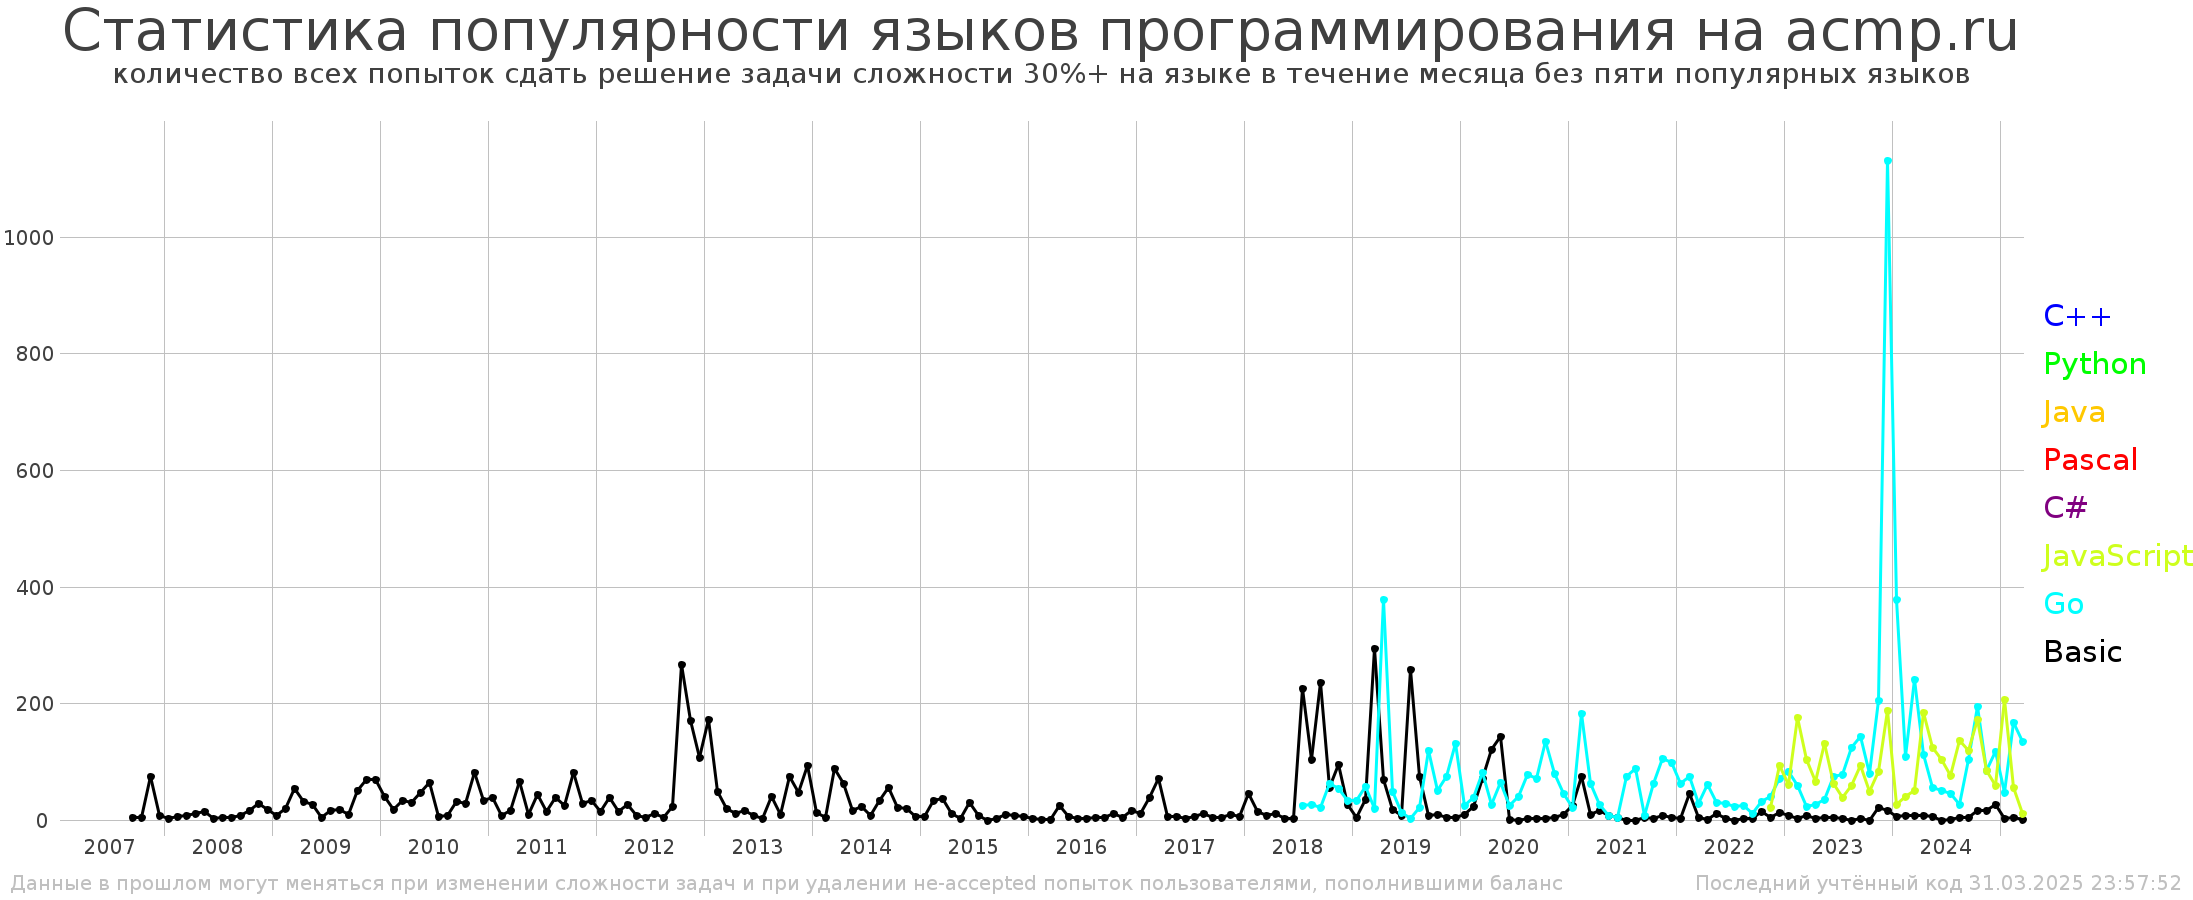 Статистика популярности языков программирования на acmp.ru
количество всех попыток сдать решение задачи сложности 30%+ на языке в течение месяца без пяти популярных языков
1000
800
600
400
200
0
C++
Python
Java
Pascal
C#
JavaScript
Go
Basic
2007 2008 2009 2010 2011 2012 2013 2014 2015 2016 2017 2018 2019 2020 2021 2022 2023 2024
Данные в прошлом могут меняться при изменении сложности задач и при удалении не-accepted попыток пользователями, пополнившими баланс
Последний учтённый код 31.03.2025 23:57:52